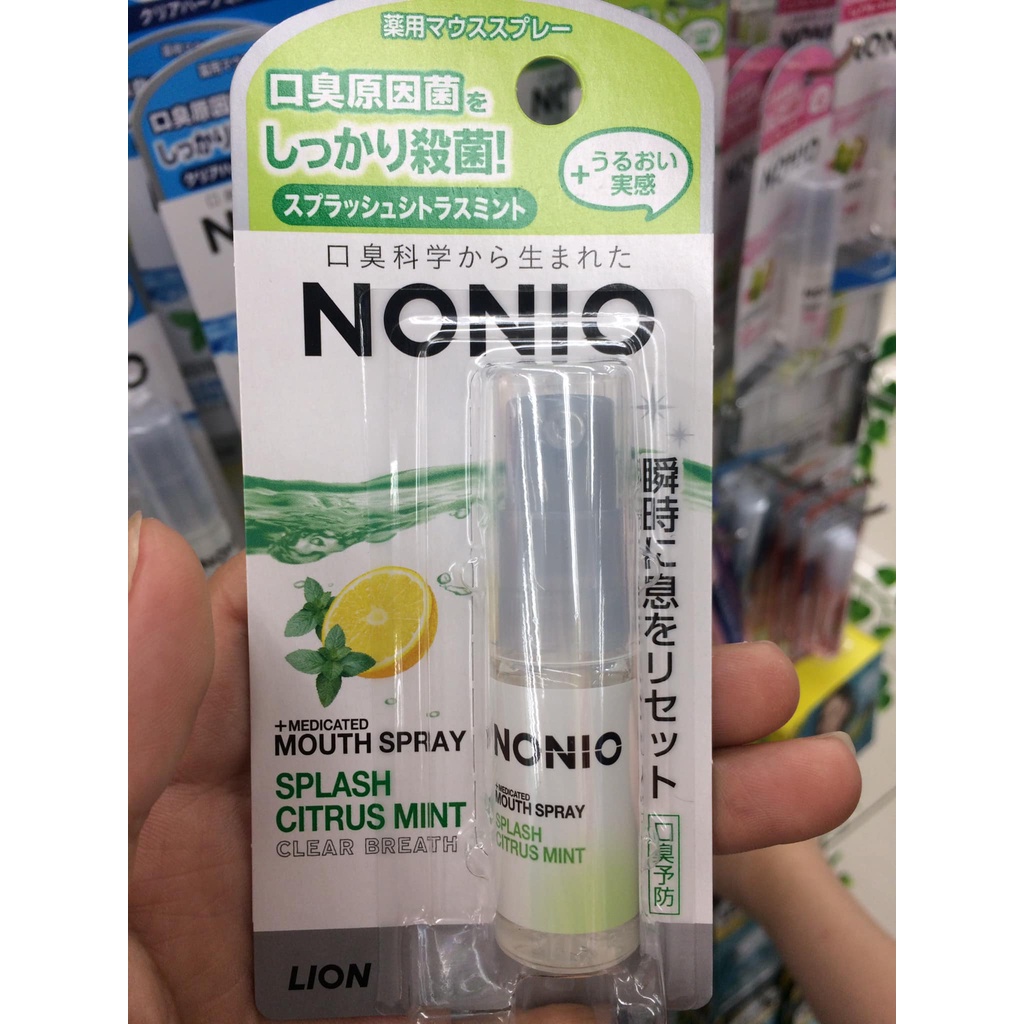 薬用マウススプレー
口臭原因菌を
しっかり殺菌!
スプラッシュシトラスミント
+うるおい
実感
口臭科学から生まれた
NONIO
瞬時に息をリセット
口臭予防
+MEDICATED
MOUTH SPRAY
SPLASH
CITRUS MINT
CLEAR BREATH
NONIO
+MEDICATED
MOUTH SPRAY
SPLASH
CITRUS MINT
LION